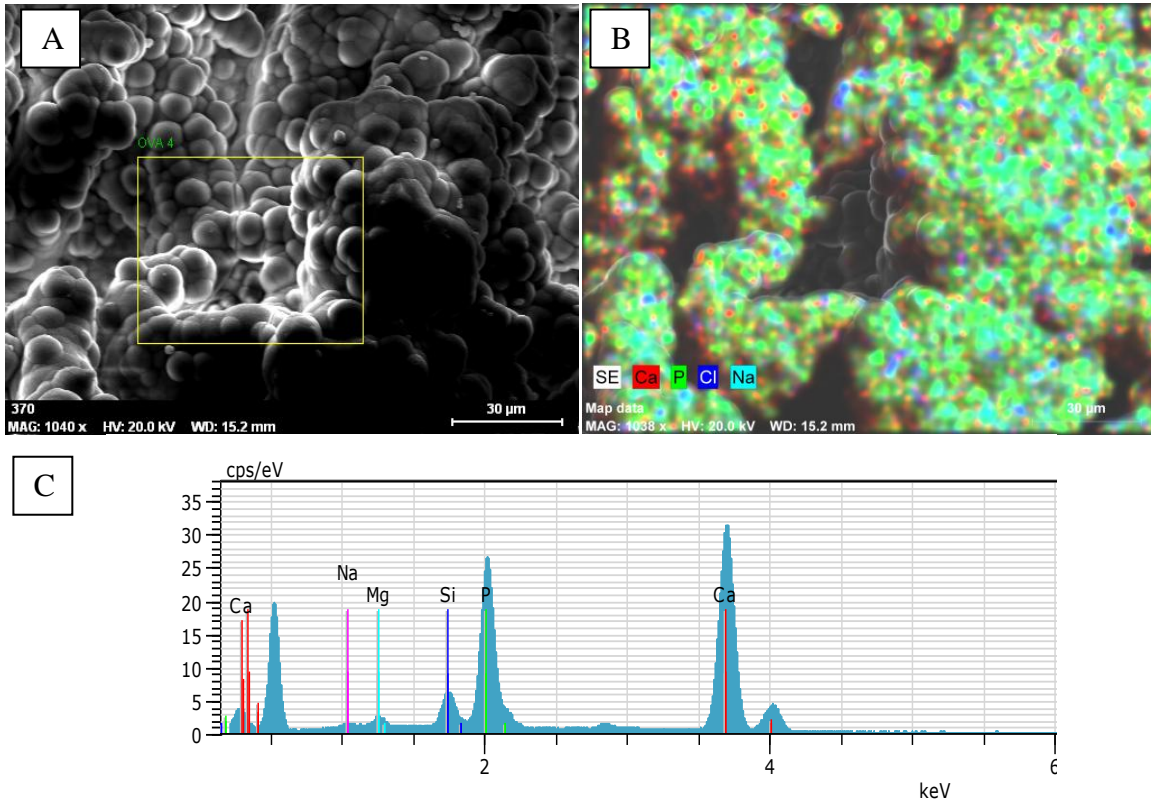 A
OVA 4
370
30 µm
MAG: 1040 x HV: 20.0 kV WD: 15.2 mm
B
SE Ca P Cl Na
Map data
30 µm
MAG: 1038 x HV: 20.0 kV WD: 15.2 mm
C
cps/eV
35
30
25
20
15
10
5
0
Ca
Na
Mg
Si
P
Ca
2
4
6
keV